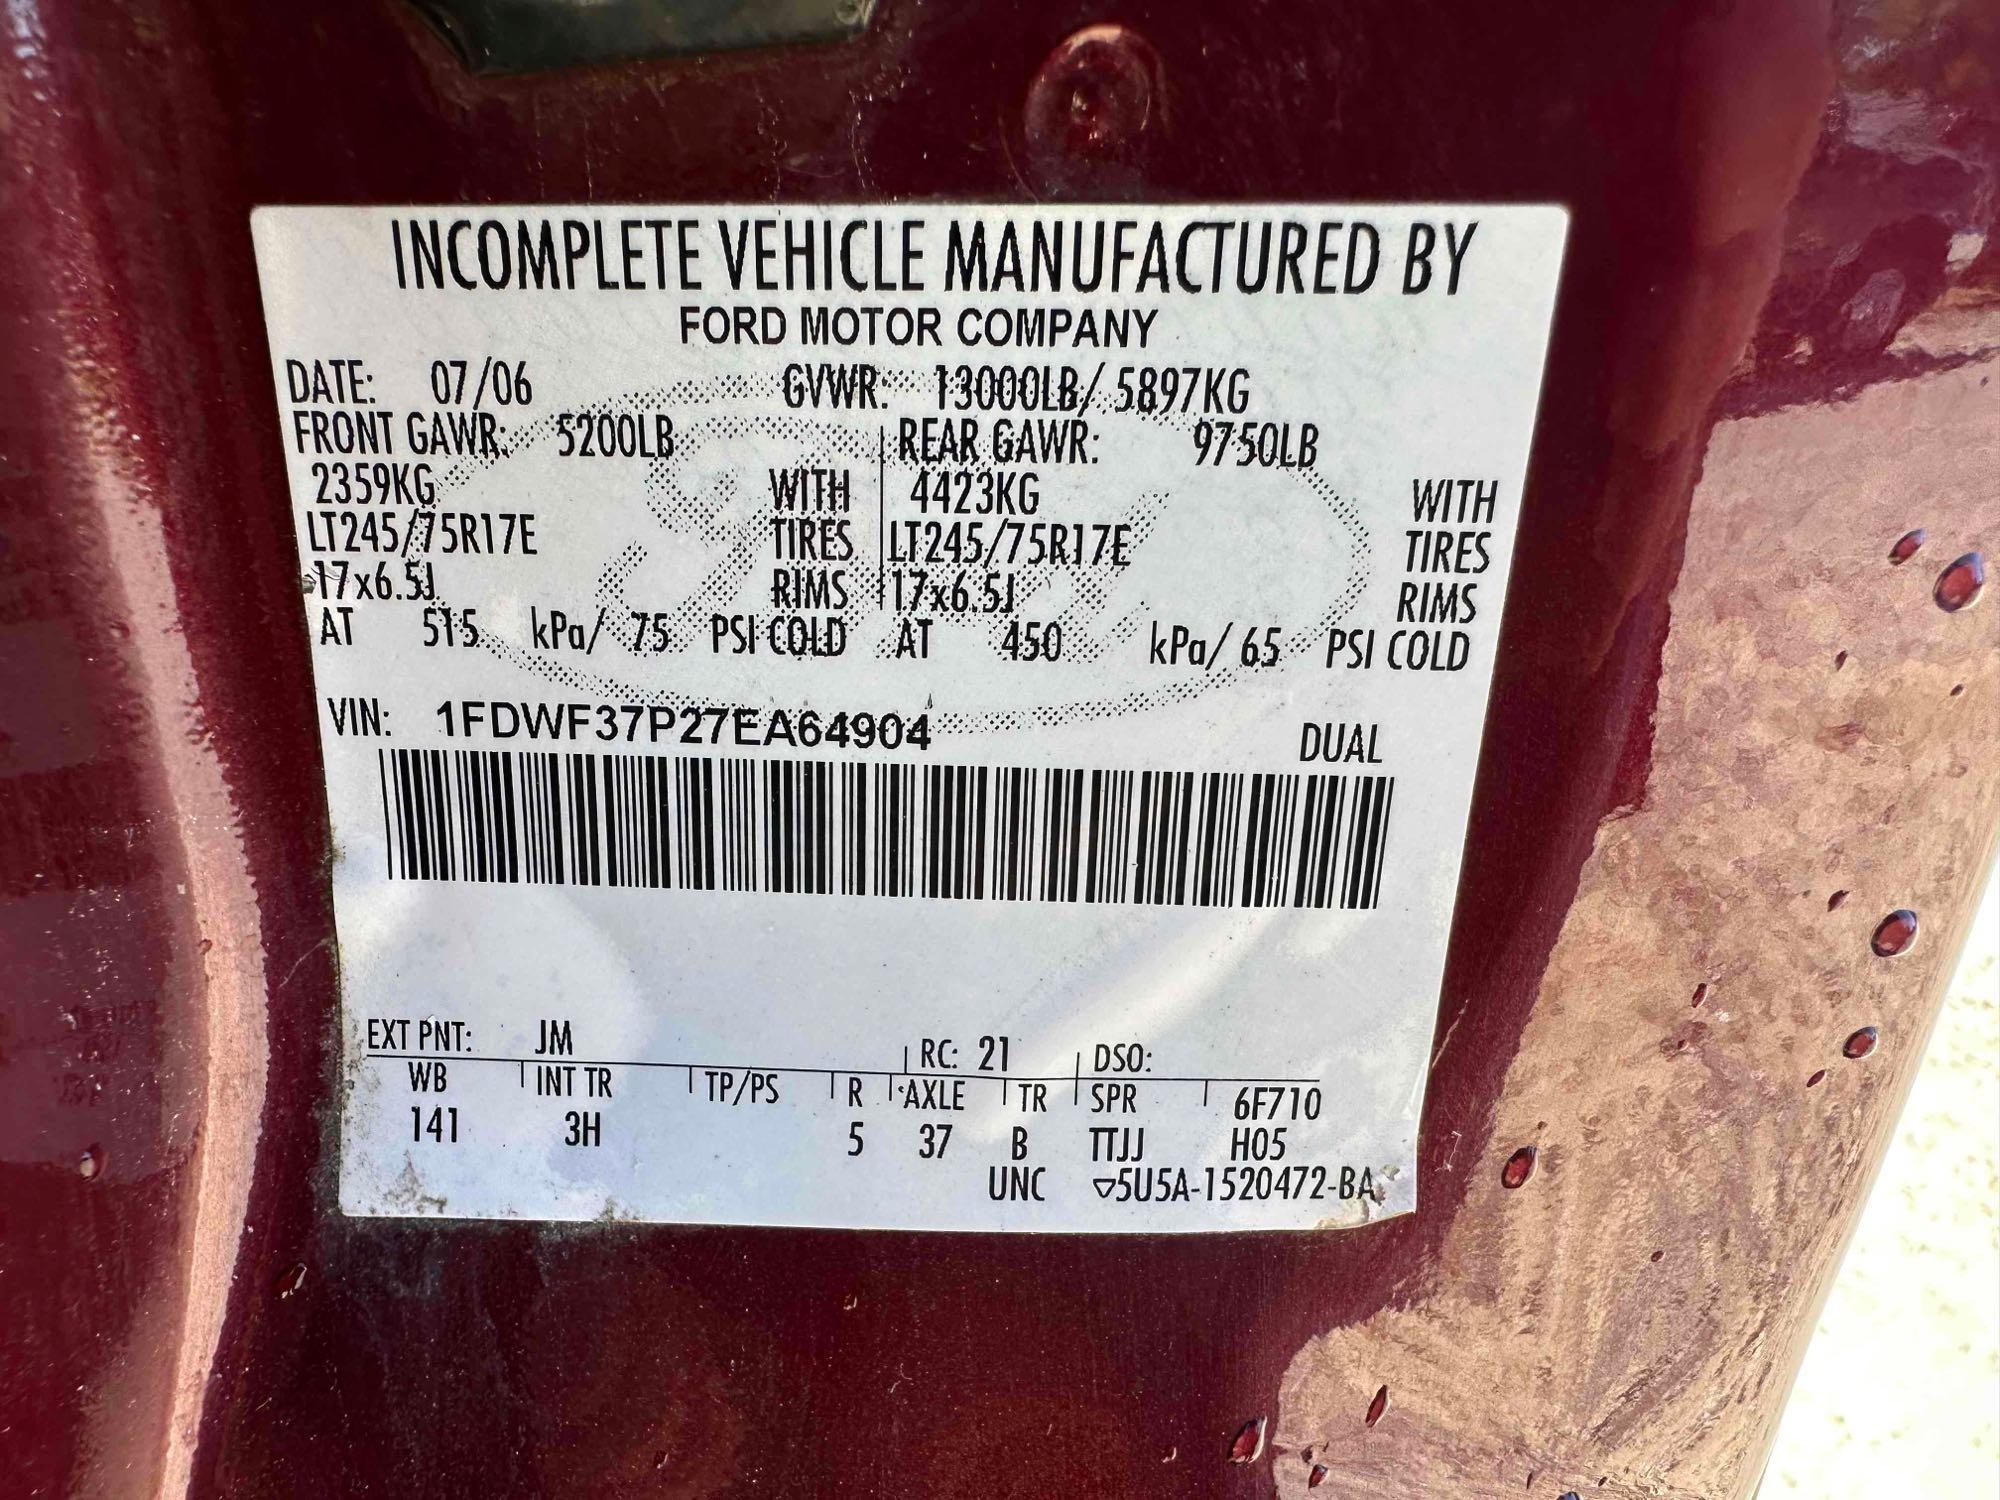 INCOMPLETE VEHICLE MANUFACTURED BY
FORD MOTOR COMPANY
DATE: 07/06 GVWR: 13000LB/ 5897KG
FRONT GAWR: 5200LB REAR GAWR: 9750LB
2359KG WITH 4423KG WITH
LT245/75R17E TIRES LT245/75R17E TIRES
17x6.5J RIMS 17x6.5J RIMS
AT 515 kPa/ 75 PSI COLD AT 450 kPa/ 65 PSI COLD
VIN: 1FDWF37P27EA64904 DUAL
EXT PNT: JM RC: 21 DSO:
WB INT TR TP/PS R AXLE TR SPR 6F710
141 3H 5 37 B TTJJ H05
UNC ▽5U5A-1520472-BA